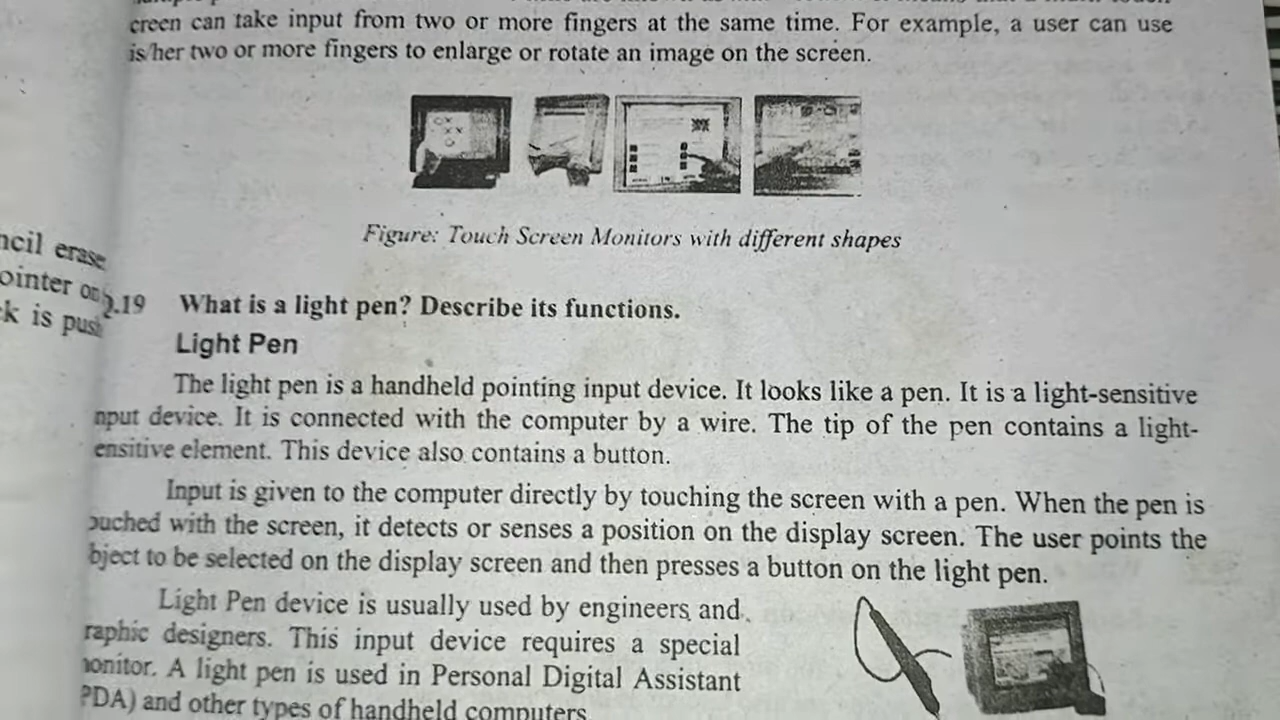 creen can take input from two or more fingers at the same time. For example, a user can use
is/her two or more fingers to enlarge or rotate an image on the screen.
Figure: Touch Screen Monitors with different shapes
ncil erase
ointer on
k is push
2.19 What is a light pen? Describe its functions.
Light Pen
The light pen is a handheld pointing input device. It looks like a pen. It is a light-sensitive
nput device. It is connected with the computer by a wire. The tip of the pen contains a light-
ensitive element. This device also contains a button.
Input is given to the computer directly by touching the screen with a pen. When the pen is
ouched with the screen, it detects or senses a position on the display screen. The user points the
bject to be selected on the display screen and then presses a button on the light pen.
Light Pen device is usually used by engineers and
raphic designers. This input device requires a special
nonitor. A light pen is used in Personal Digital Assistant
PDA) and other types of handheld computers